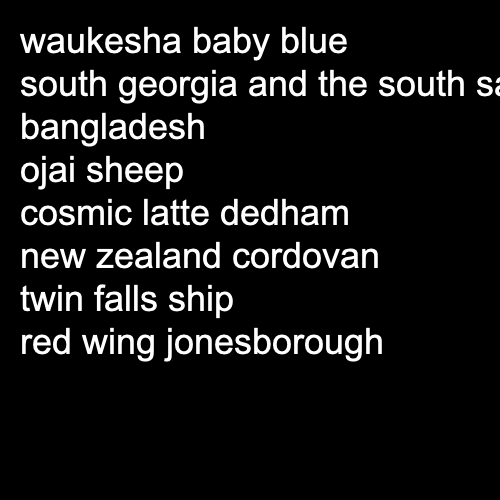 waukesha baby blue
south georgia and the south
bangladesh
ojai sheep
cosmic latte dedham
new zealand cordovan
twin falls ship
red wing jonesborough